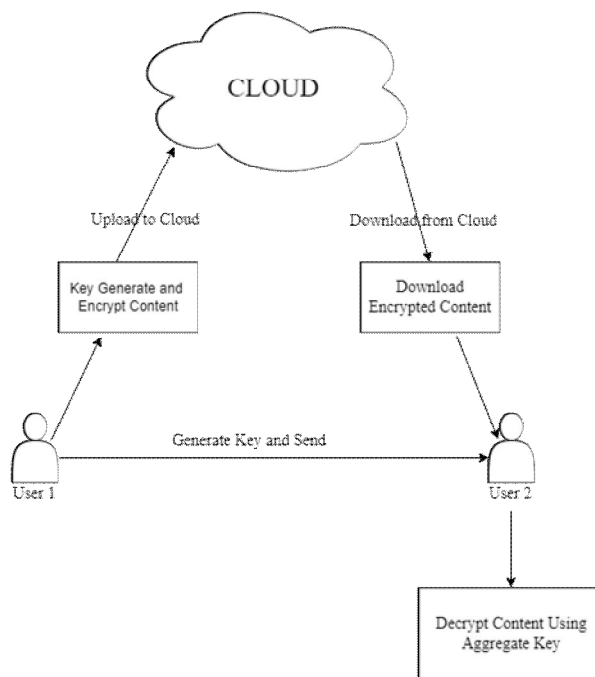 CLOUD
Upload to Cloud
Download from Cloud
Key Generate and
Encrypt Content
Download
Encrypted Content
Generate Key and Send
User 1
User 2
Decrypt Content Using
Aggregate Key